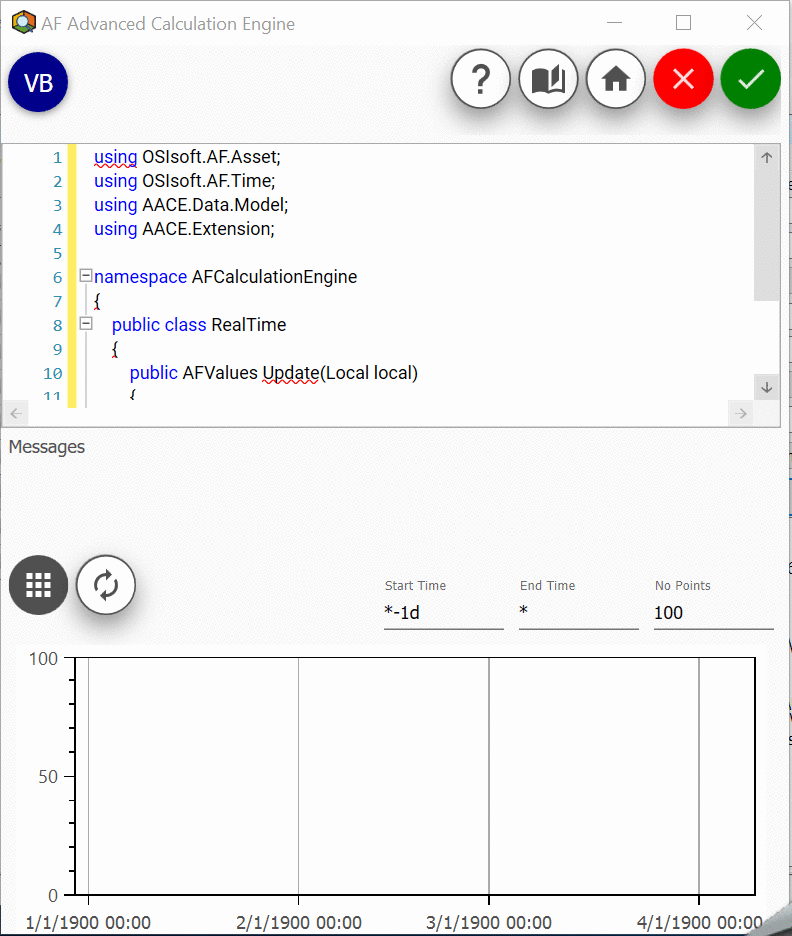 AF Advanced Calculation Engine
VB
?
1 using OSIsoft.AF.Asset;
2 using OSIsoft.AF.Time;
3 using AACE.Data.Model;
4 using AACE.Extension;
5
6 namespace AFCalculationEngine
7 {
8 public class RealTime
9 {
10 public AFValues Update(Local local)
11 {
Messages
Start Time End Time No Points
*-1d * 100
100
50
0
1/1/1900 00:00 2/1/1900 00:00 3/1/1900 00:00 4/1/1900 00:00